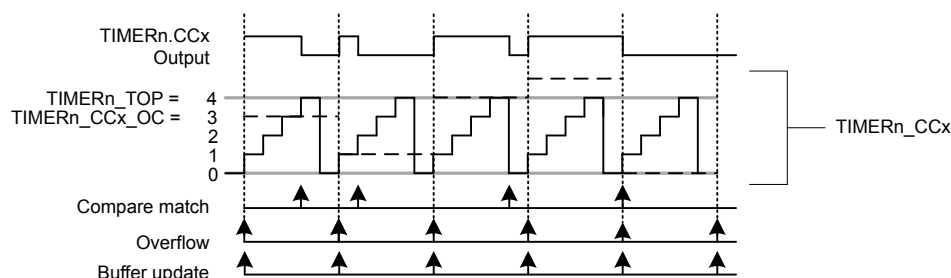 TIMERn.CCx
Output
TIMERn_TOP = 4
TIMERn_CCx_OC = 3
2
1
0
TIMERn_CCx
Compare match
Overflow
Buffer update